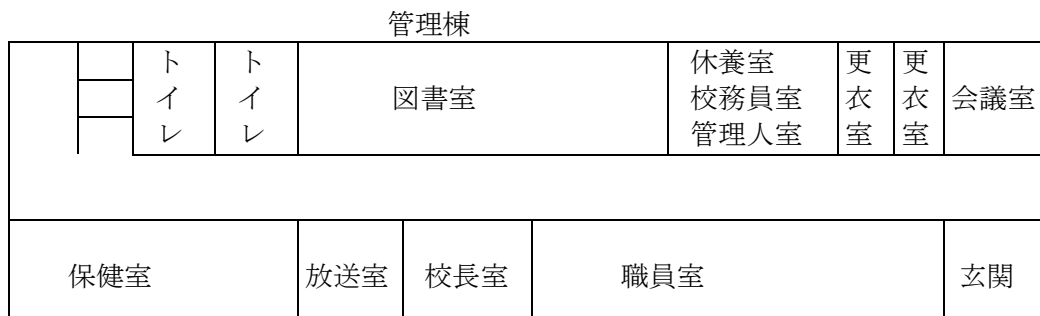 管理棟
トイレ
トイレ
図書室
休養室
校務員室
管理人室
更衣室
更衣室
会議室
保健室
放送室
校長室
職員室
玄関